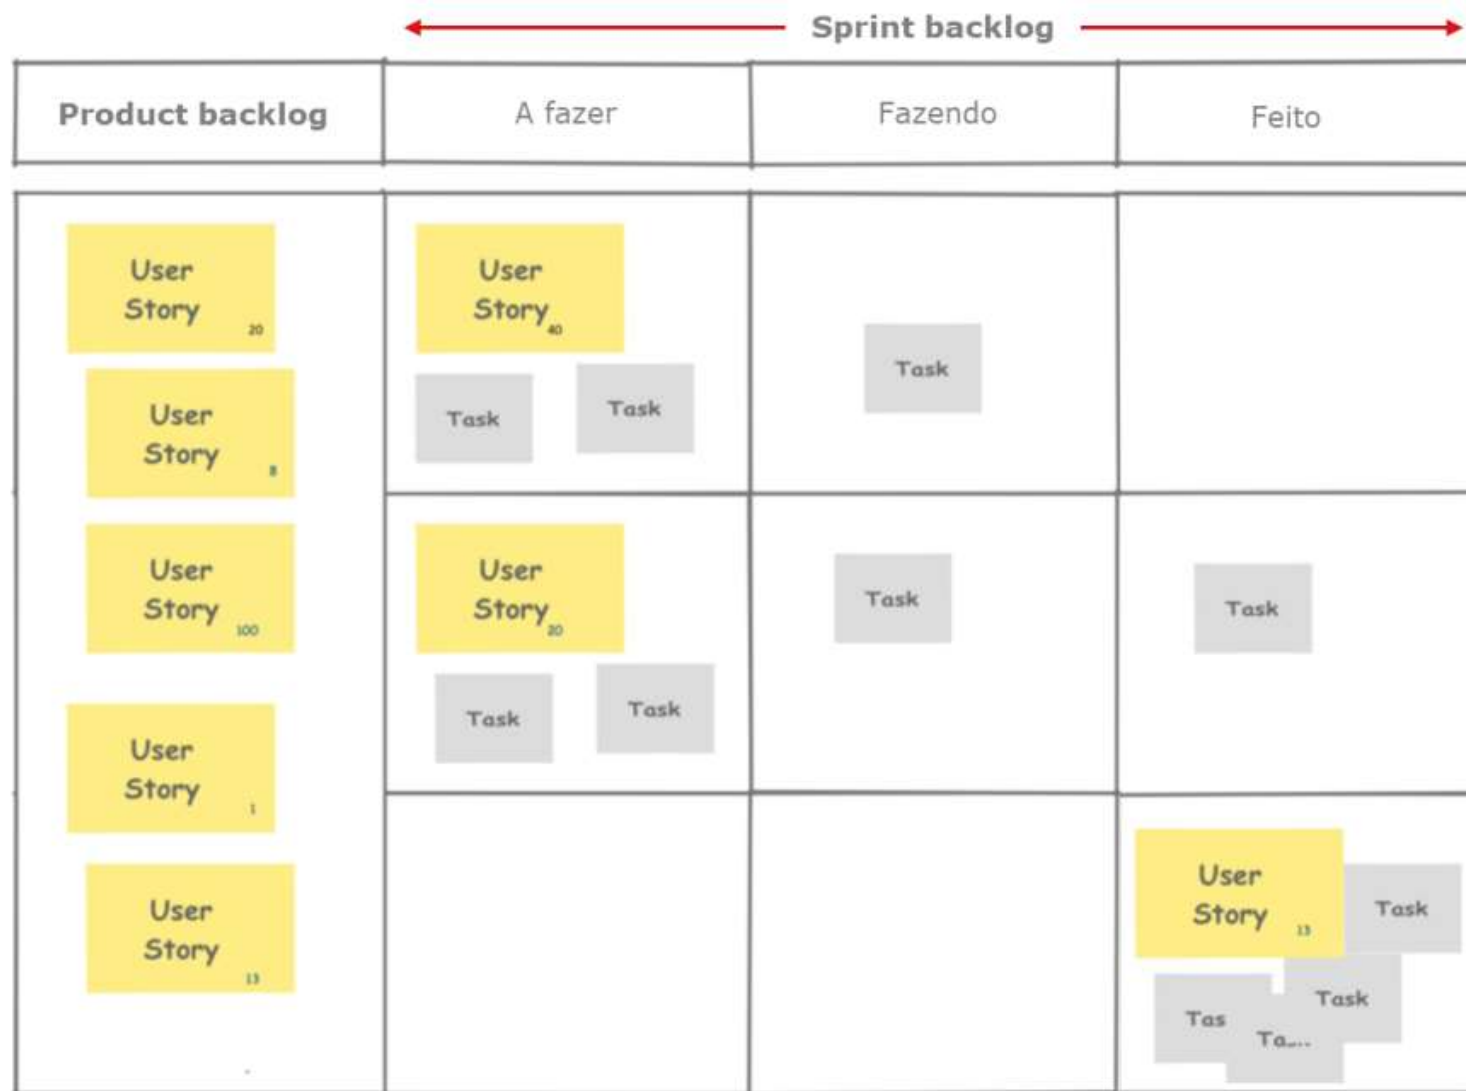 Sprint backlog
Product backlog
A fazer
Fazendo
Feito
User
Story
20
User
Story
8
User
Story
100
User
Story
1
User
Story
13
User
Story
40
Task
Task
Task
User
Story
20
Task
Task
Task
Task
User
Story
13
Task
Task
Tas